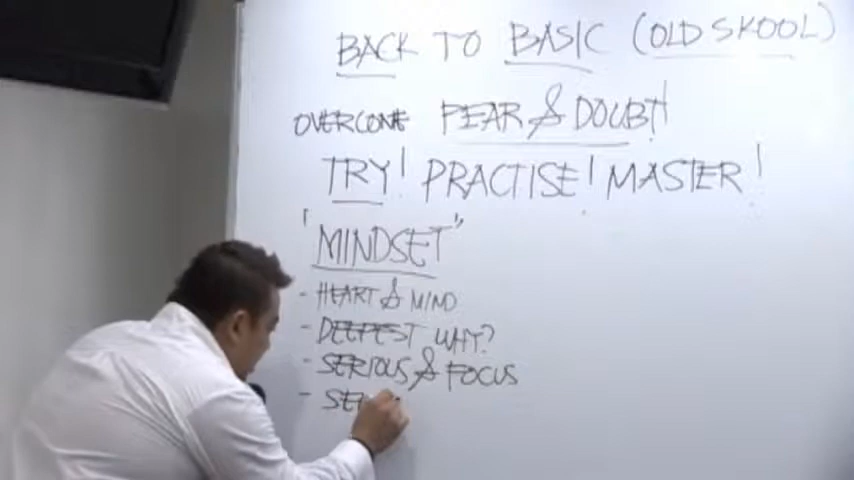 BACK TO BASIC (OLD SKOOL)
OVERCOME FEAR & DOUBT!
TRY! PRACTISE! MASTER!
"MINDSET"
- HEART & MIND
- DEEPEST WHY?
- SERIOUS & FOCUS
-